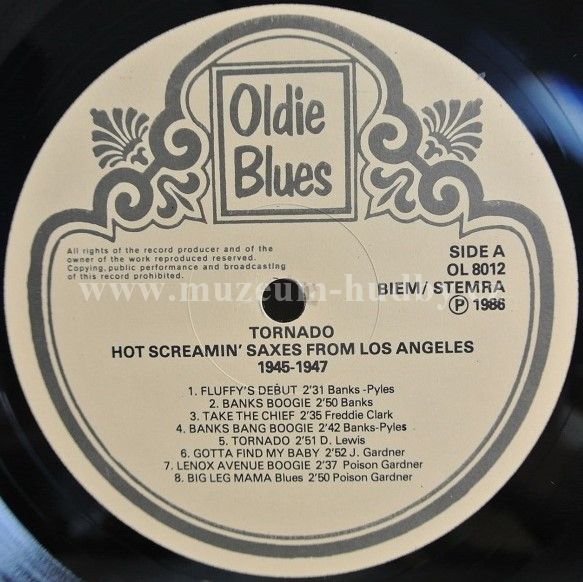 Oldie
Blues
All rights of the record producer and of the
owner of the work reproduced reserved.
Copying, public performance and broadcasting
of this record prohibited.
SIDE A
OL 8012
BIEM/ STEMRA
Ⓟ 1986
www.muzeum-hudby
TORNADO
HOT SCREAMIN' SAXES FROM LOS ANGELES
1945-1947
1. FLUFFY'S DEBUT 2'31 Banks -Pyles
2. BANKS BOOGIE 2'50 Banks
3. TAKE THE CHIEF 2'35 Freddie Clark
4. BANKS BANG BOOGIE 2'42 Banks-Pyles
5. TORNADO 2'51 D. Lewis
6. GOTTA FIND MY BABY 2'52 J. Gardner
7. LENOX AVENUE BOOGIE 2'37 Poison Gardner
8. BIG LEG MAMA Blues 2'50 Poison Gardner